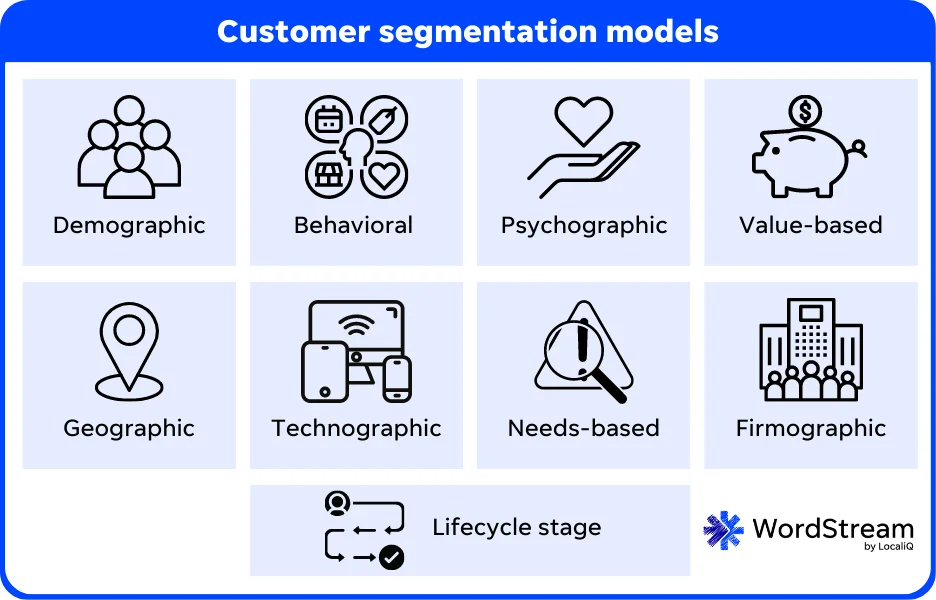 Customer segmentation models
Demographic
Behavioral
Psychographic
$
Value-based
Geographic
Technographic
Needs-based
Firmographic
Lifecycle stage
WordStream
by LocaliQ